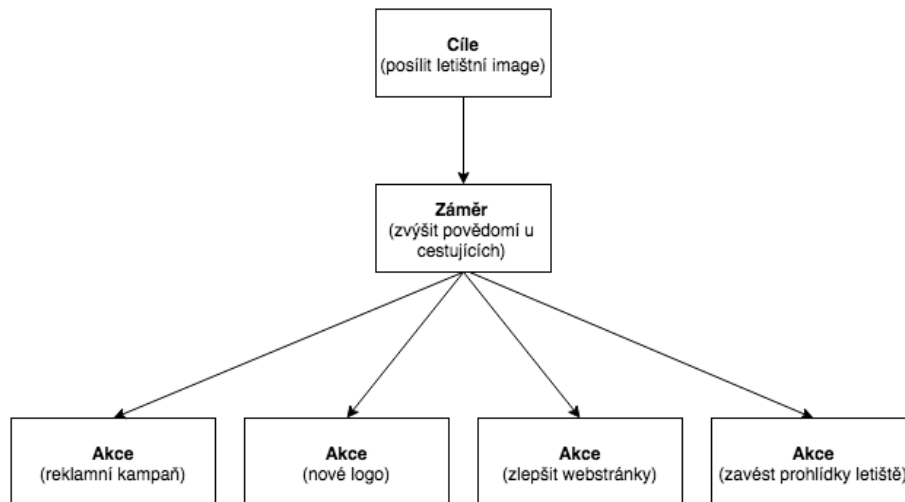 Cíle
(posílit letištní image)
Záměr
(zvýšit povědomí u
cestujících)
Akce
(reklamní kampaň)
Akce
(nové logo)
Akce
(zlepšit webstránky)
Akce
(zavést prohlídky letiště)